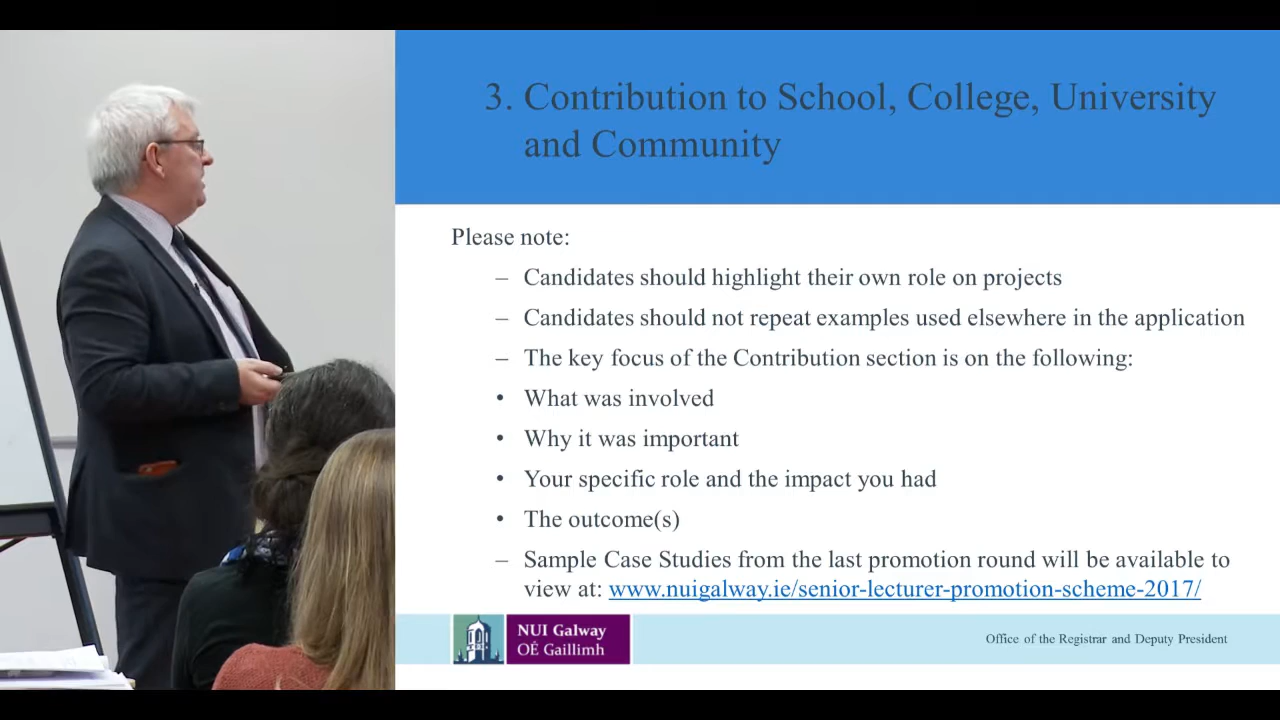 3. Contribution to School, College, University
and Community
Please note:
– Candidates should highlight their own role on projects
– Candidates should not repeat examples used elsewhere in the application
– The key focus of the Contribution section is on the following:
• What was involved
• Why it was important
• Your specific role and the impact you had
• The outcome(s)
– Sample Case Studies from the last promotion round will be available to
view at: www.nuigalway.ie/senior-lecturer-promotion-scheme-2017/
NUI Galway
OÉ Gaillimh
Office of the Registrar and Deputy President